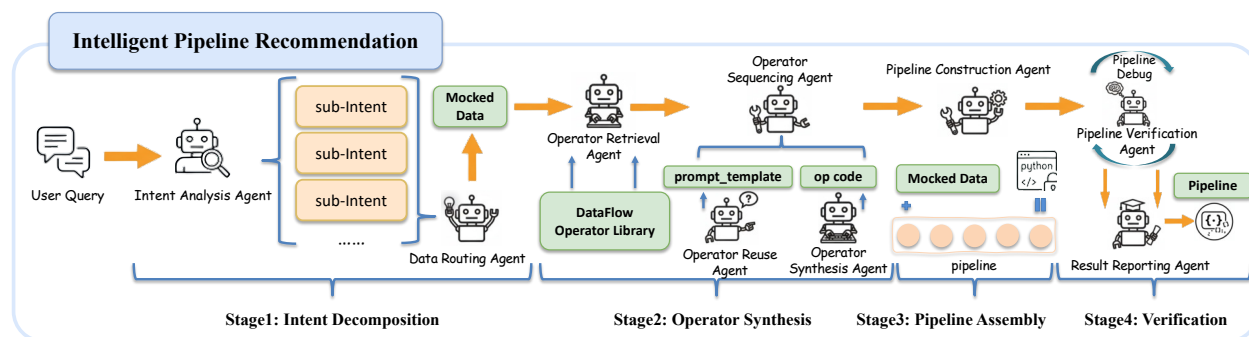 Intelligent Pipeline Recommendation
User Query
Intent Analysis Agent
sub-Intent
sub-Intent
sub-Intent
......
Mocked
Data
Data Routing Agent
Operator Retrieval
Agent
DataFlow
Operator Library
Operator
Sequencing Agent
prompt_template
op code
?
Operator Reuse
Agent
Operator
Synthesis Agent
Pipeline Construction Agent
Mocked Data
python
</>
+
pipeline
Pipeline
Debug
Pipeline Verification
Agent
Pipeline
{·}
Result Reporting Agent
Stage1: Intent Decomposition
Stage2: Operator Synthesis
Stage3: Pipeline Assembly
Stage4: Verification